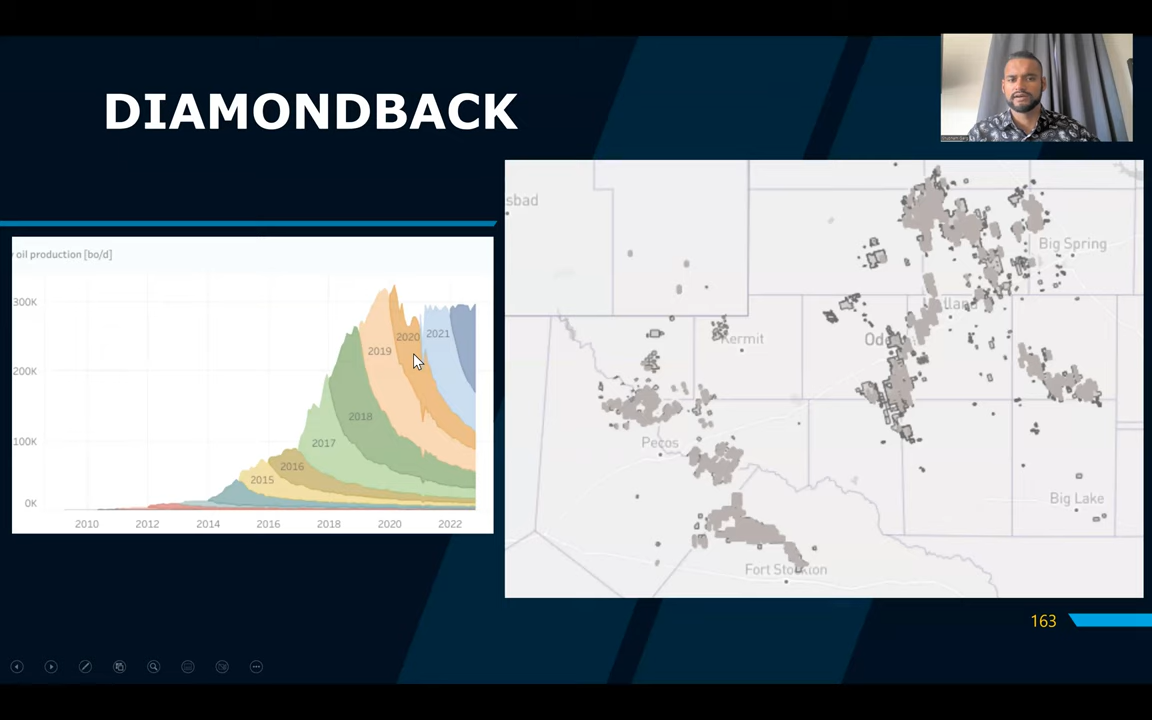 DIAMONDBACK
oil production [bo/d]
300K
200K
100K
0K
2015
2016
2017
2018
2019
2020
2021
2010
2012
2014
2016
2018
2020
2022
sbad
Big Spring
Kermit
Pecos
Big Lake
Fort Stockton
163